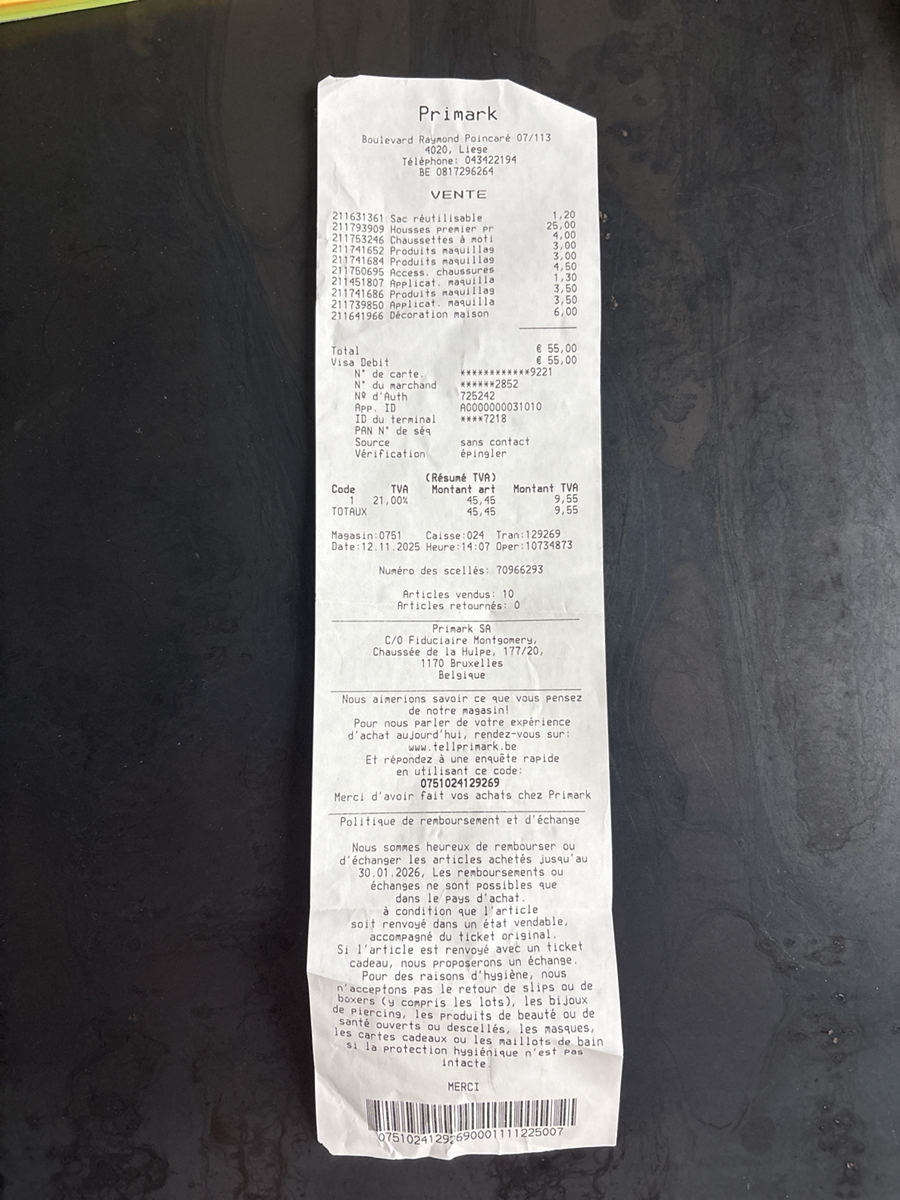 Primark
Boulevard Raymond Poincaré 07/113
4020, Liege
Téléphone: 043422194
BE 0817296264
VENTE
211631361 Sac réutilisable 1,20
211793909 Housses premier pr 25,00
211753246 Chaussettes à moti 4,00
211741652 Produits maquillag 3,00
211741684 Produits maquillag 3,00
211750695 Access. chaussures 4,50
211451807 Applicat. maquilla 1,30
211741686 Produits maquillag 3,50
211739850 Applicat. maquilla 3,50
211641966 Décoration maison 6,00
Total € 55,00
Visa Debit € 55,00
N° de carte. ************9221
N° du marchand ******2852
Nº d'Auth 725242
App. ID A0000000031010
ID du terminal ****7218
PAN N° de séq
Source sans contact
Vérification épingler
(Résumé TVA)
Code TVA Montant art Montant TVA
1 21,00% 45,45 9,55
TOTAUX 45,45 9,55
Magasin:0751 Caisse:024 Tran:129269
Date:12.11.2025 Heure:14:07 Oper:10734873
Numéro des scellés: 70966293
Articles vendus: 10
Articles retournés: 0
Primark SA
C/O Fiduciaire Montgomery,
Chaussée de la Hulpe, 177/20,
1170 Bruxelles
Belgique
Nous aimerions savoir ce que vous pensez
de notre magasin!
Pour nous parler de votre expérience
d'achat aujourd'hui, rendez-vous sur:
www.tellprimark.be
Et répondez à une enquête rapide
en utilisant ce code:
0751024129269
Merci d'avoir fait vos achats chez Primark
Politique de remboursement et d'échange
Nous sommes heureux de rembourser ou
d'échanger les articles achetés jusqu'au
30.01.2026, Les remboursements ou
échanges ne sont possibles que
dans le pays d'achat.
à condition que l'article
soit renvoyé dans un état vendable,
accompagné du ticket original.
Si l'article est renvoyé avec un ticket
cadeau, nous proposerons un échange.
Pour des raisons d'hygiène, nous
n'acceptons pas le retour de slips ou de
boxers (y compris les lots), les bijoux
de piercing, les produits de beauté ou de
santé ouverts ou descellés, les masques,
les cartes cadeaux ou les maillots de bain
si la protection hygiénique n'est pas
intacte
MERCI
07510241292690001111225007